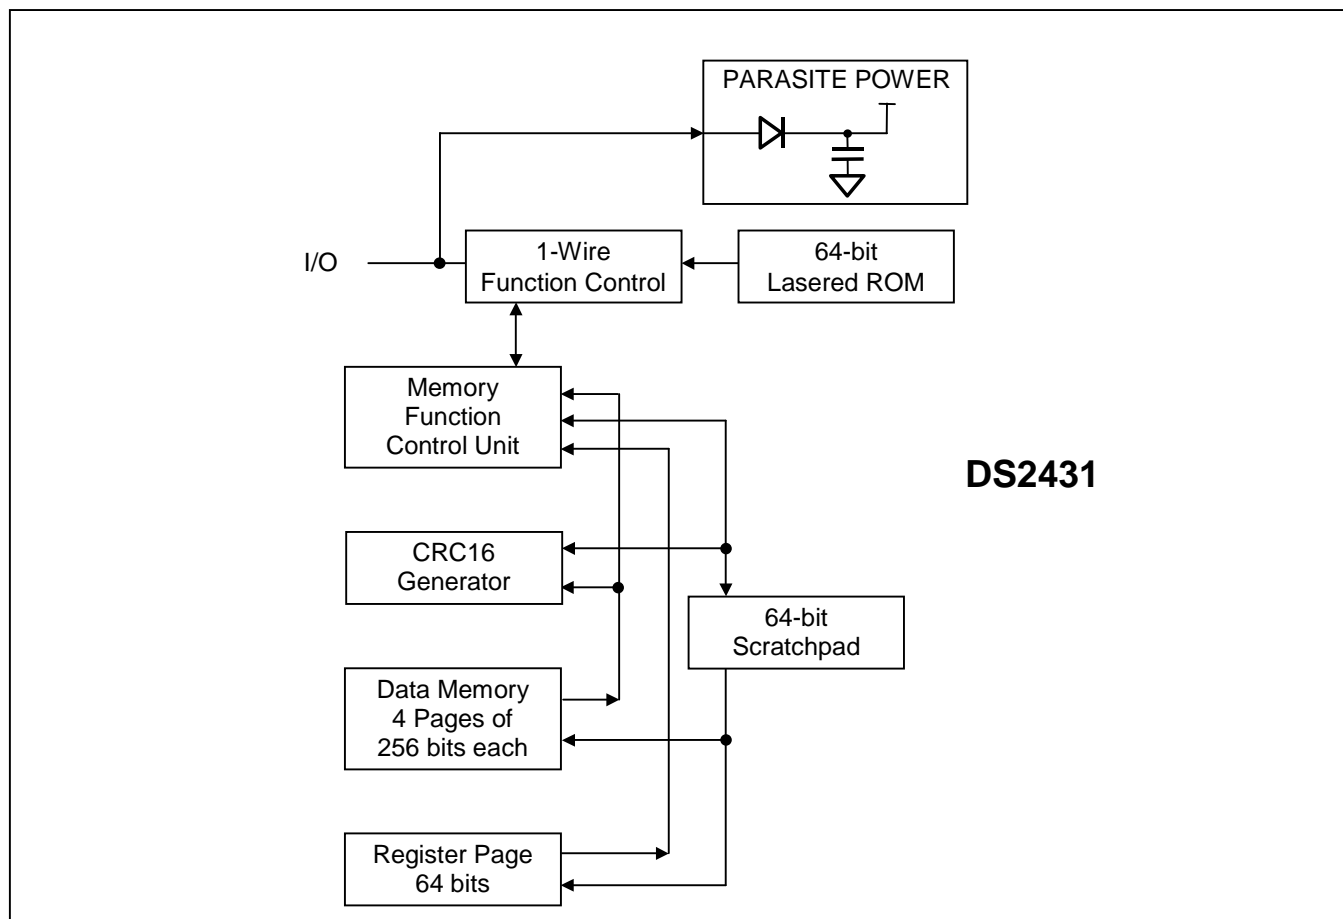 PARASITE POWER
I/O
1-Wire
Function Control
64-bit
Lasered ROM
Memory
Function
Control Unit
DS2431
CRC16
Generator
64-bit
Scratchpad
Data Memory
4 Pages of
256 bits each
Register Page
64 bits